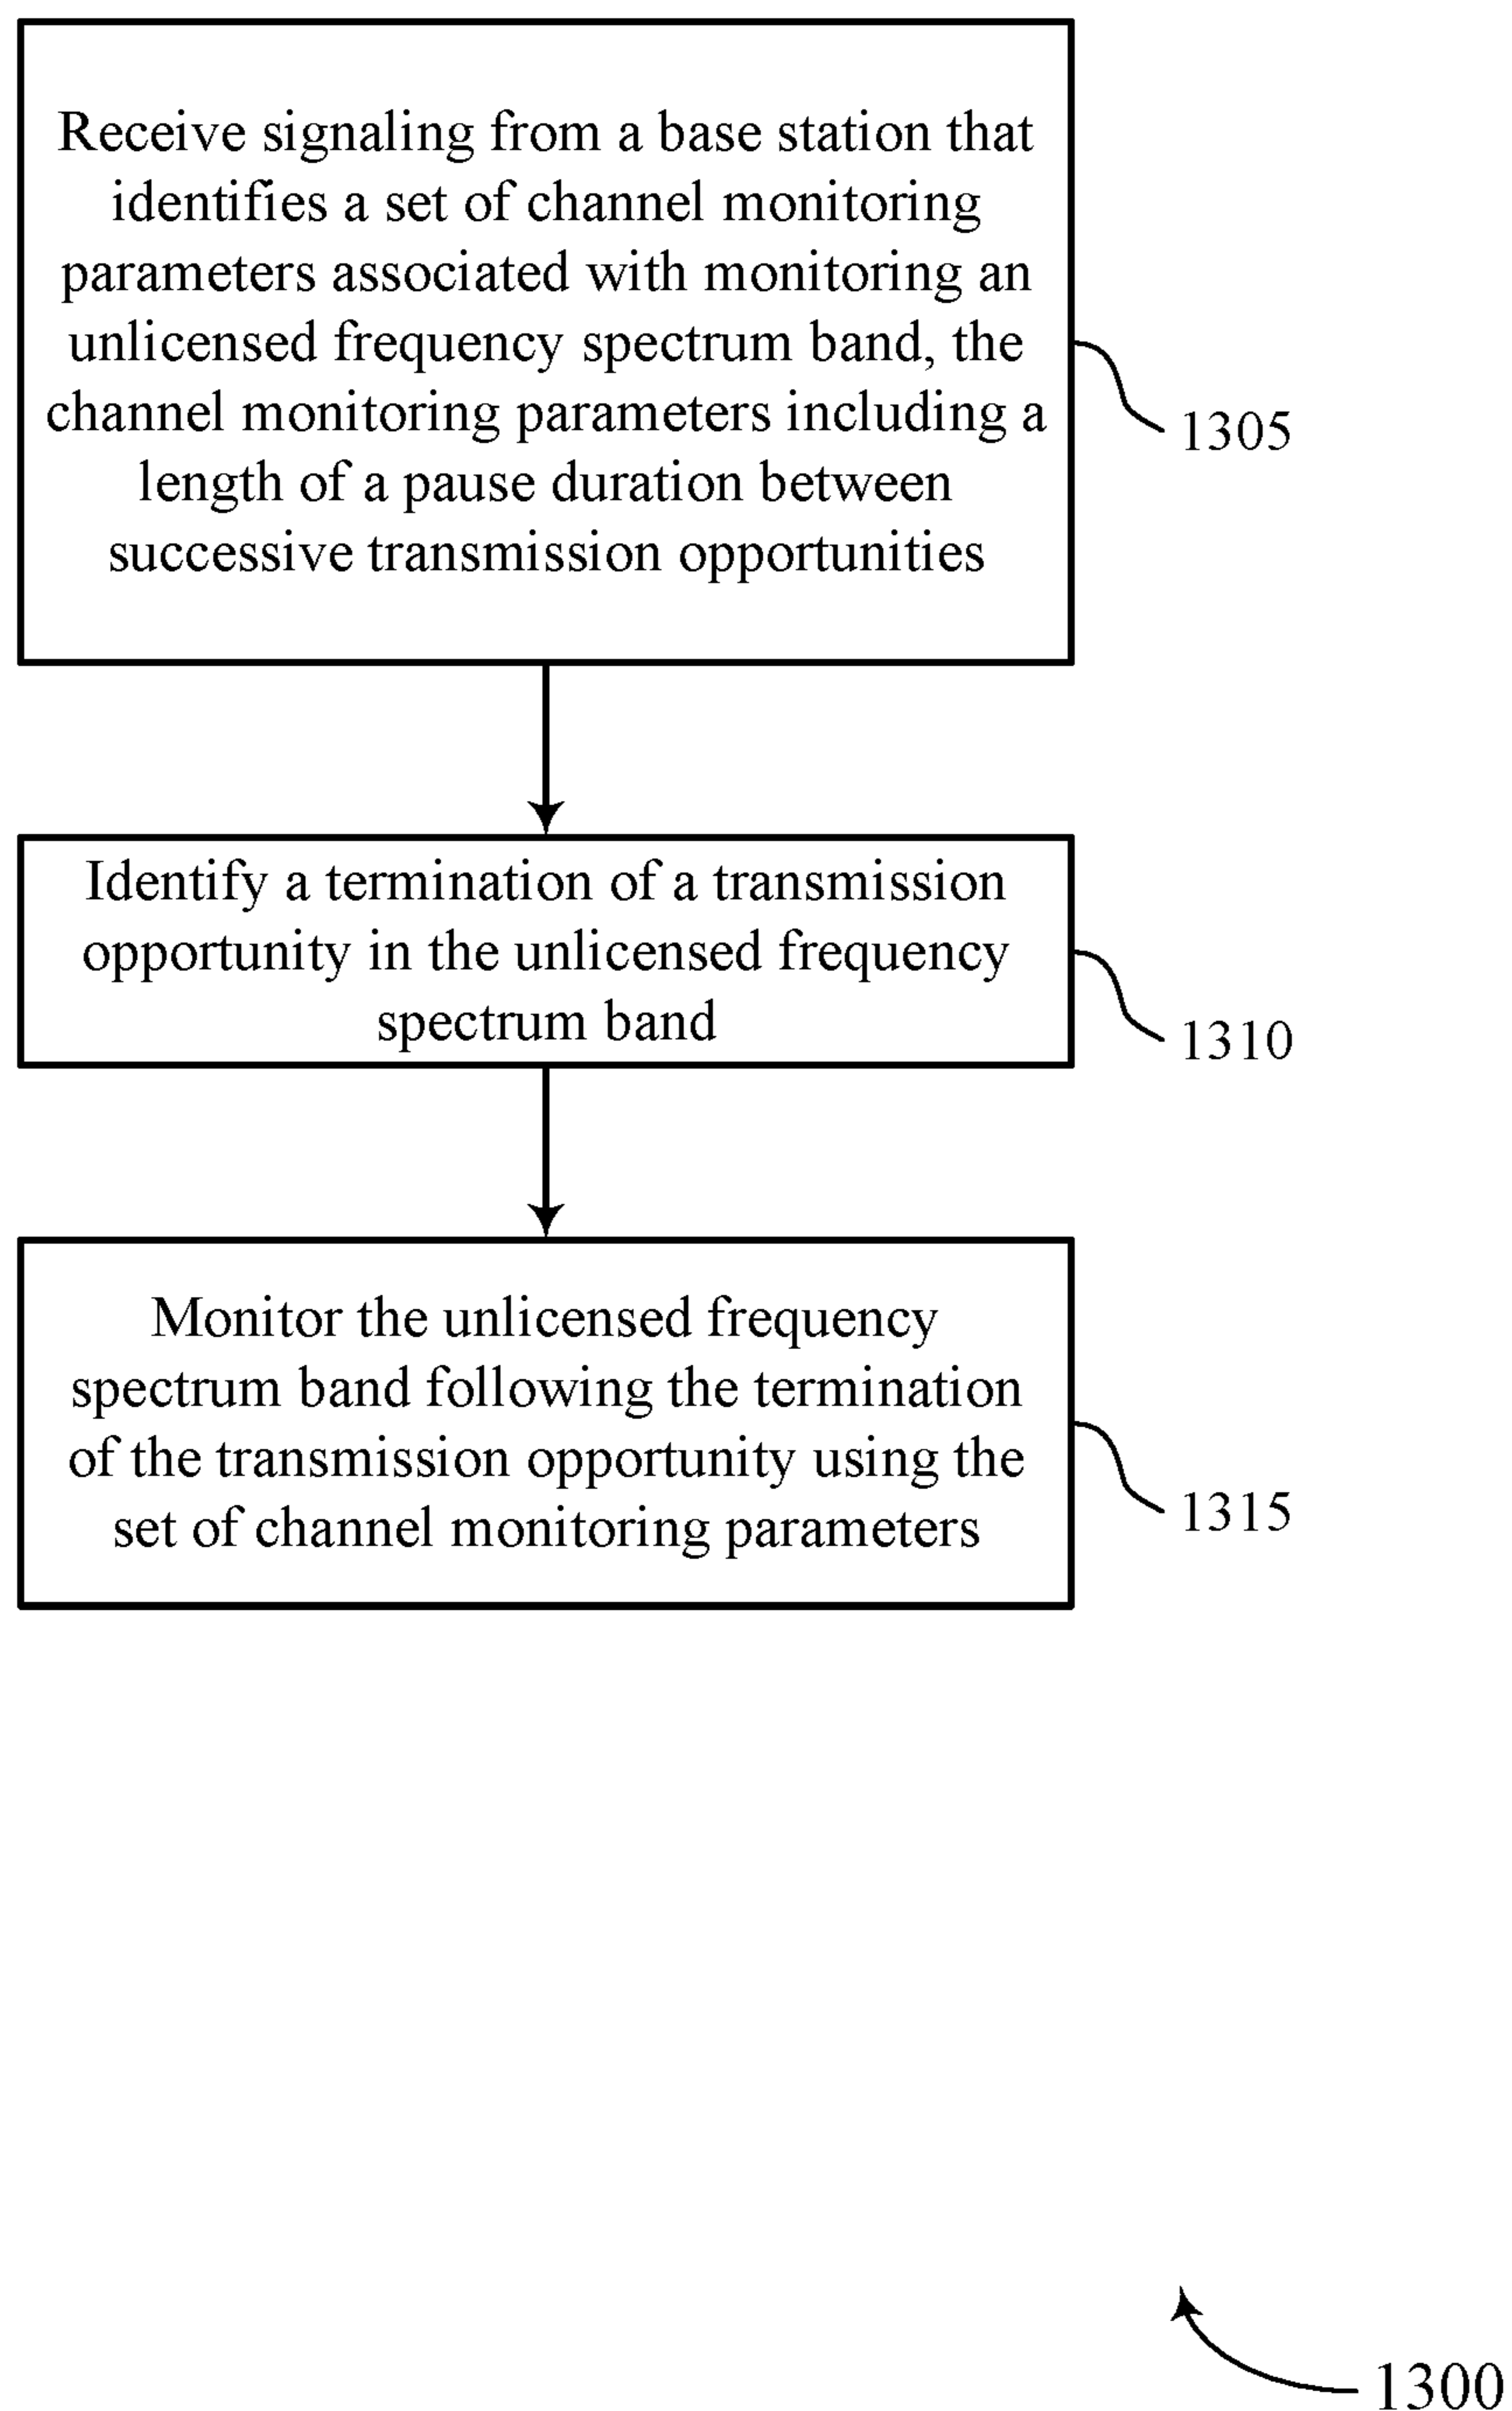 Receive signaling from a base station that
identifies a set of channel monitoring
parameters associated with monitoring an
unlicensed frequency spectrum band, the
channel monitoring parameters including a
length of a pause duration between
successive transmission opportunities
1305
Identify a termination of a transmission
opportunity in the unlicensed frequency
spectrum band
1310
Monitor the unlicensed frequency
spectrum band following the termination
of the transmission opportunity using the
set of channel monitoring parameters
1315
1300